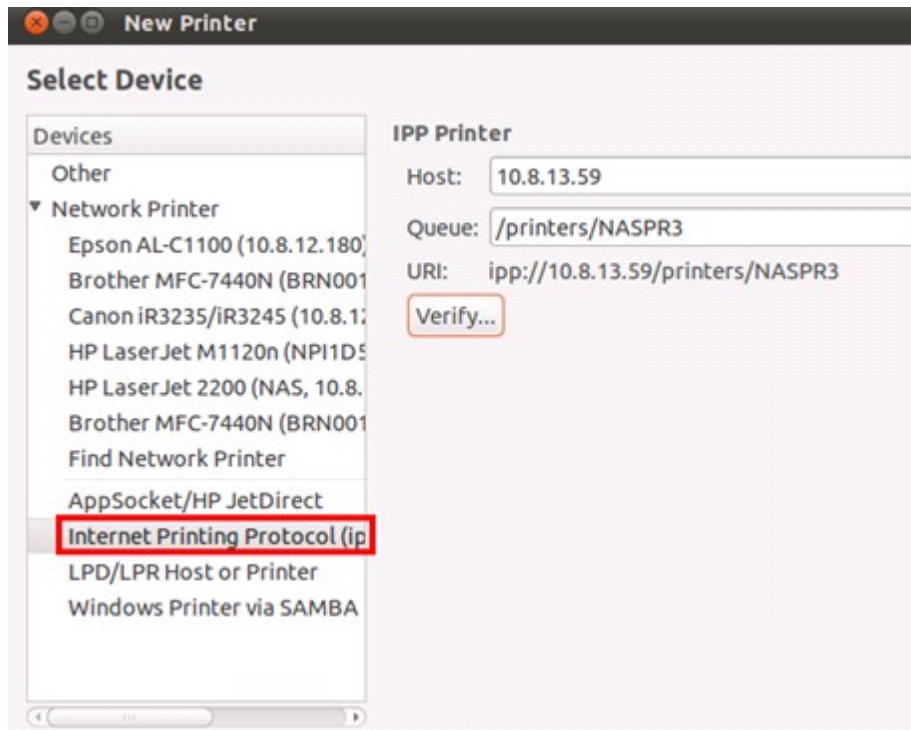 New Printer
Select Device
Devices
Other
Network Printer
Epson AL-C1100 (10.8.12.180)
Brother MFC-7440N (BRN001
Canon iR3235/iR3245 (10.8.12
HP LaserJet M1120n (NPI1D5
HP LaserJet 2200 (NAS, 10.8.
Brother MFC-7440N (BRN001
Find Network Printer
AppSocket/HP JetDirect
Internet Printing Protocol (ip
LPD/LPR Host or Printer
Windows Printer via SAMBA
IPP Printer
Host: 10.8.13.59
Queue: /printers/NASPR3
URI: ipp://10.8.13.59/printers/NASPR3
Verify...